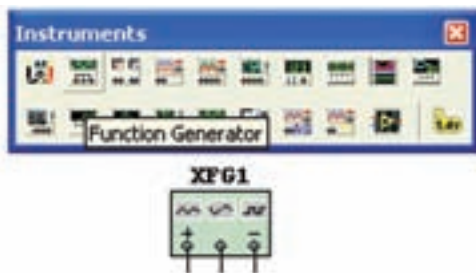 Instruments
Function Generator
XFG1
+ −